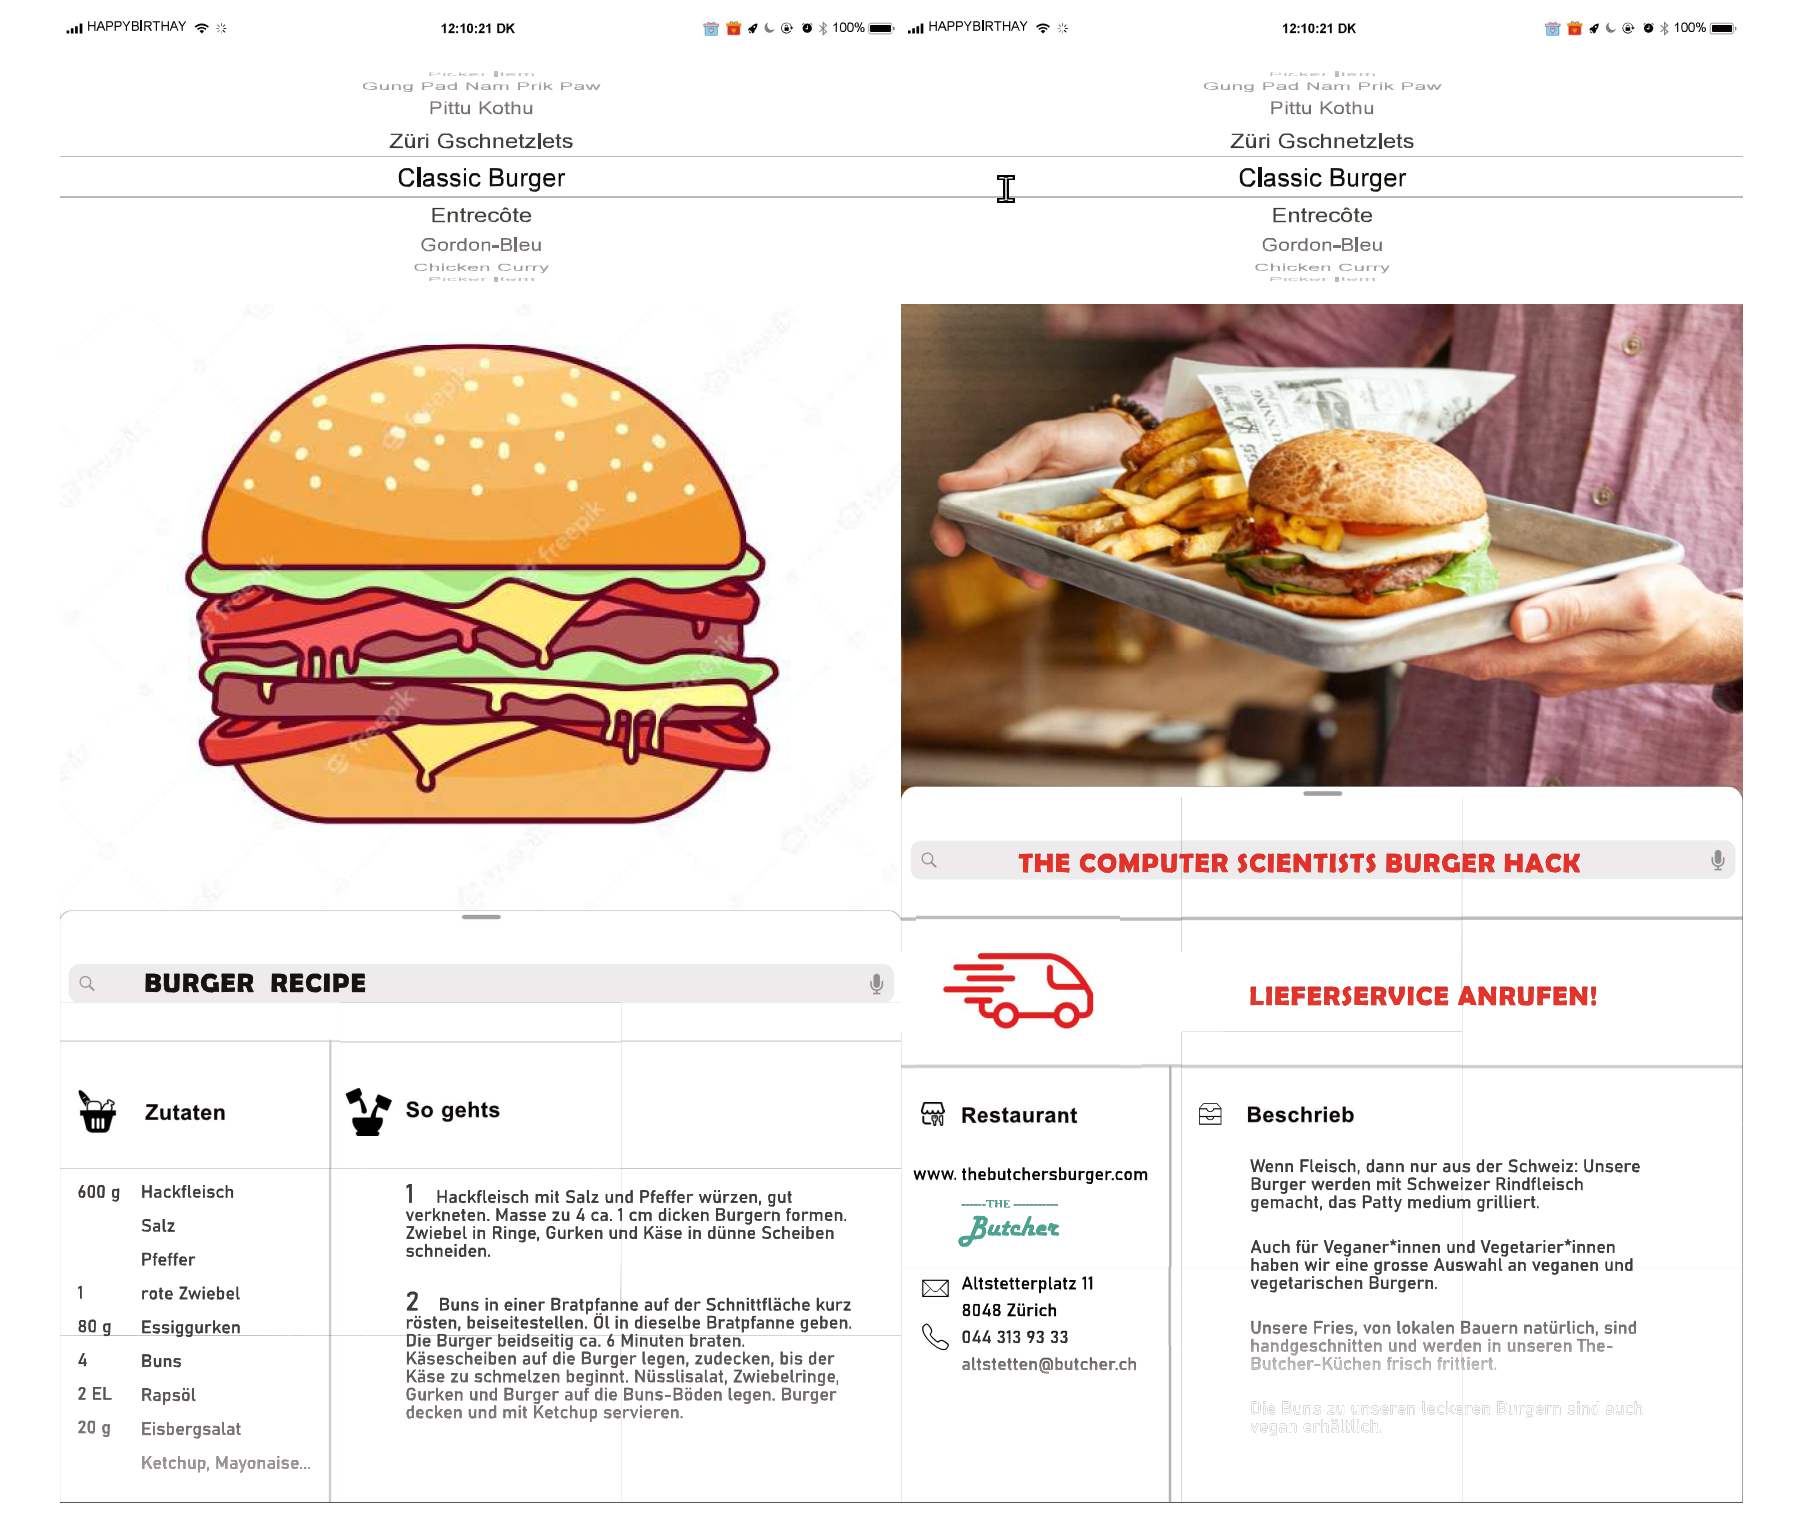 HAPPYBIRTHAY
12:10:21 DK
100%
Picker Item
Gung Pad Nam Prik Paw
Pittu Kothu
Züri Gschnetzlets
Classic Burger
Entrecôte
Gordon-Bleu
Chicken Curry
Picker Item
freepik
BURGER RECIPE
Zutaten
600 g Hackfleisch
Salz
Pfeffer
1 rote Zwiebel
80 g Essiggurken
4 Buns
2 EL Rapsöl
20 g Eisbergsalat
Ketchup, Mayonaise...
So gehts
1 Hackfleisch mit Salz und Pfeffer würzen, gut
verkneten. Masse zu 4 ca. 1 cm dicken Burgern formen.
Zwiebel in Ringe, Gurken und Käse in dünne Scheiben
schneiden.
2 Buns in einer Bratpfanne auf der Schnittfläche kurz
rösten, beiseitestellen. Öl in dieselbe Bratpfanne geben.
Die Burger beidseitig ca. 6 Minuten braten.
Käsescheiben auf die Burger legen, zudecken, bis der
Käse zu schmelzen beginnt. Nüsslisalat, Zwiebelringe,
Gurken und Burger auf die Buns-Böden legen. Burger
decken und mit Ketchup servieren.
HAPPYBIRTHAY
12:10:21 DK
100%
Picker Item
Gung Pad Nam Prik Paw
Pittu Kothu
Züri Gschnetzlets
Classic Burger
Entrecôte
Gordon-Bleu
Chicken Curry
Picker Item
THE COMPUTER SCIENTISTS BURGER HACK
LIEFERSERVICE ANRUFEN!
Restaurant
www. thebutchersburger.com
THE
Butcher
Altstetterplatz 11
8048 Zürich
044 313 93 33
altstetten@butcher.ch
Beschrieb
Wenn Fleisch, dann nur aus der Schweiz: Unsere
Burger werden mit Schweizer Rindfleisch
gemacht, das Patty medium grilliert.
Auch für Veganer*innen und Vegetarier*innen
haben wir eine grosse Auswahl an veganen und
vegetarischen Burgern.
Unsere Fries, von lokalen Bauern natürlich, sind
handgeschnitten und werden in unseren The-
Butcher-Küchen frisch frittiert.
Die Buns zu unseren leckeren Burgern sind auch
vegan erhältlich.